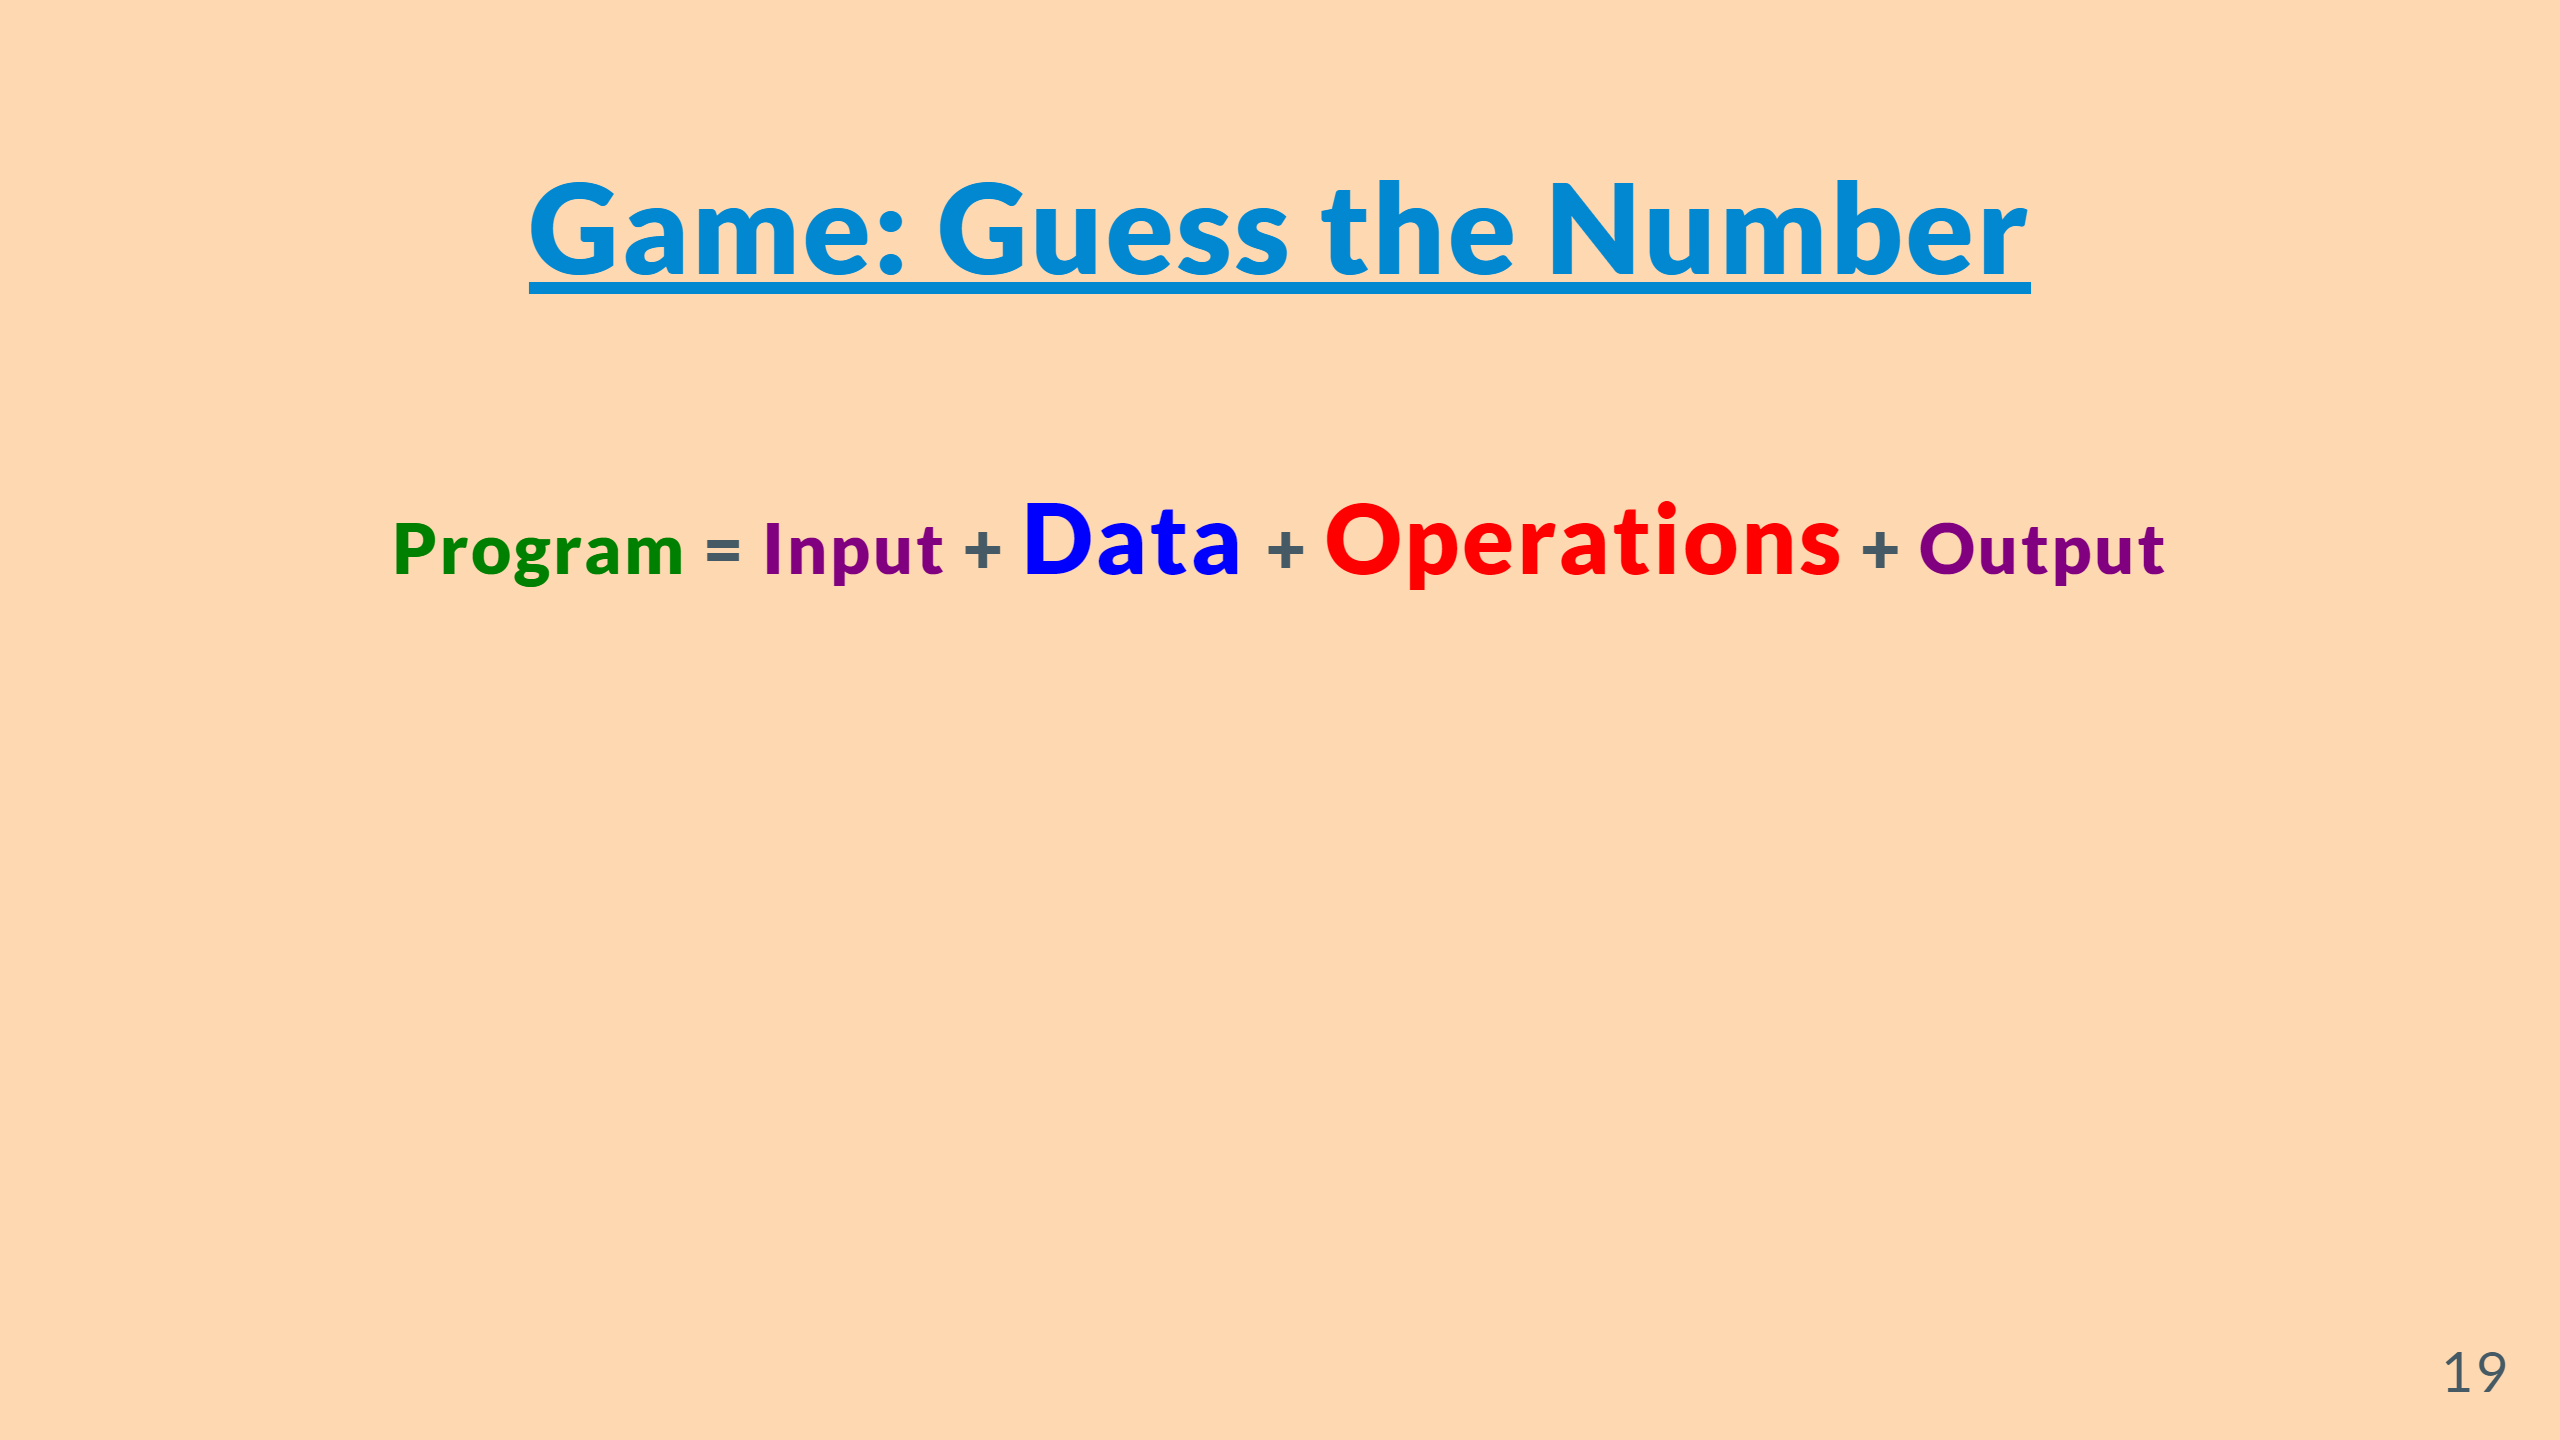 Game: Guess the Number
Program = Input + Data + Operations + Output
19